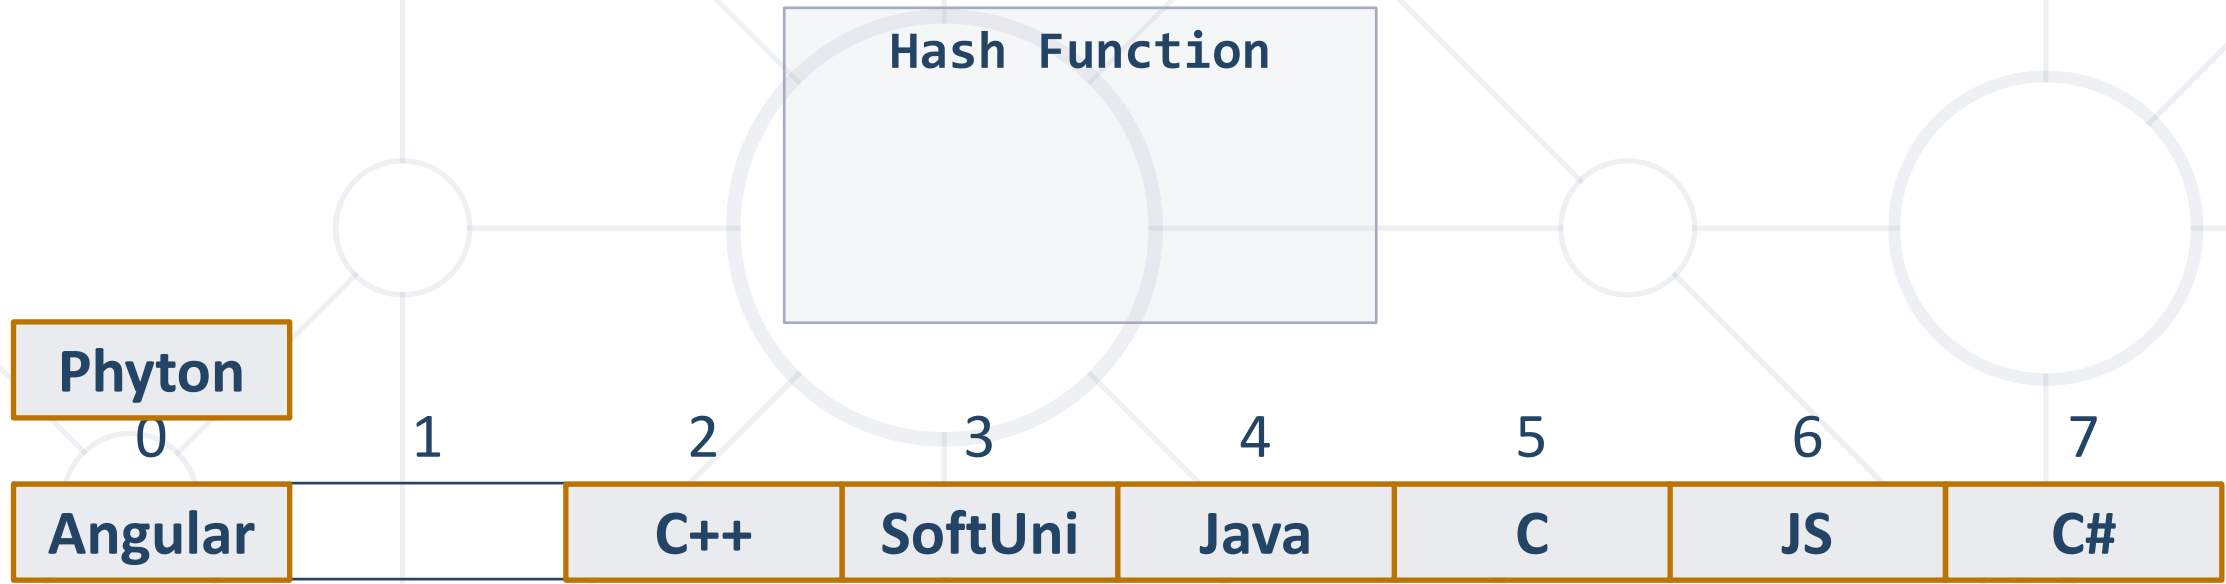 Hash Function
Phyton
0 1 2 3 4 5 6 7
Angular C++ SoftUni Java C JS C#